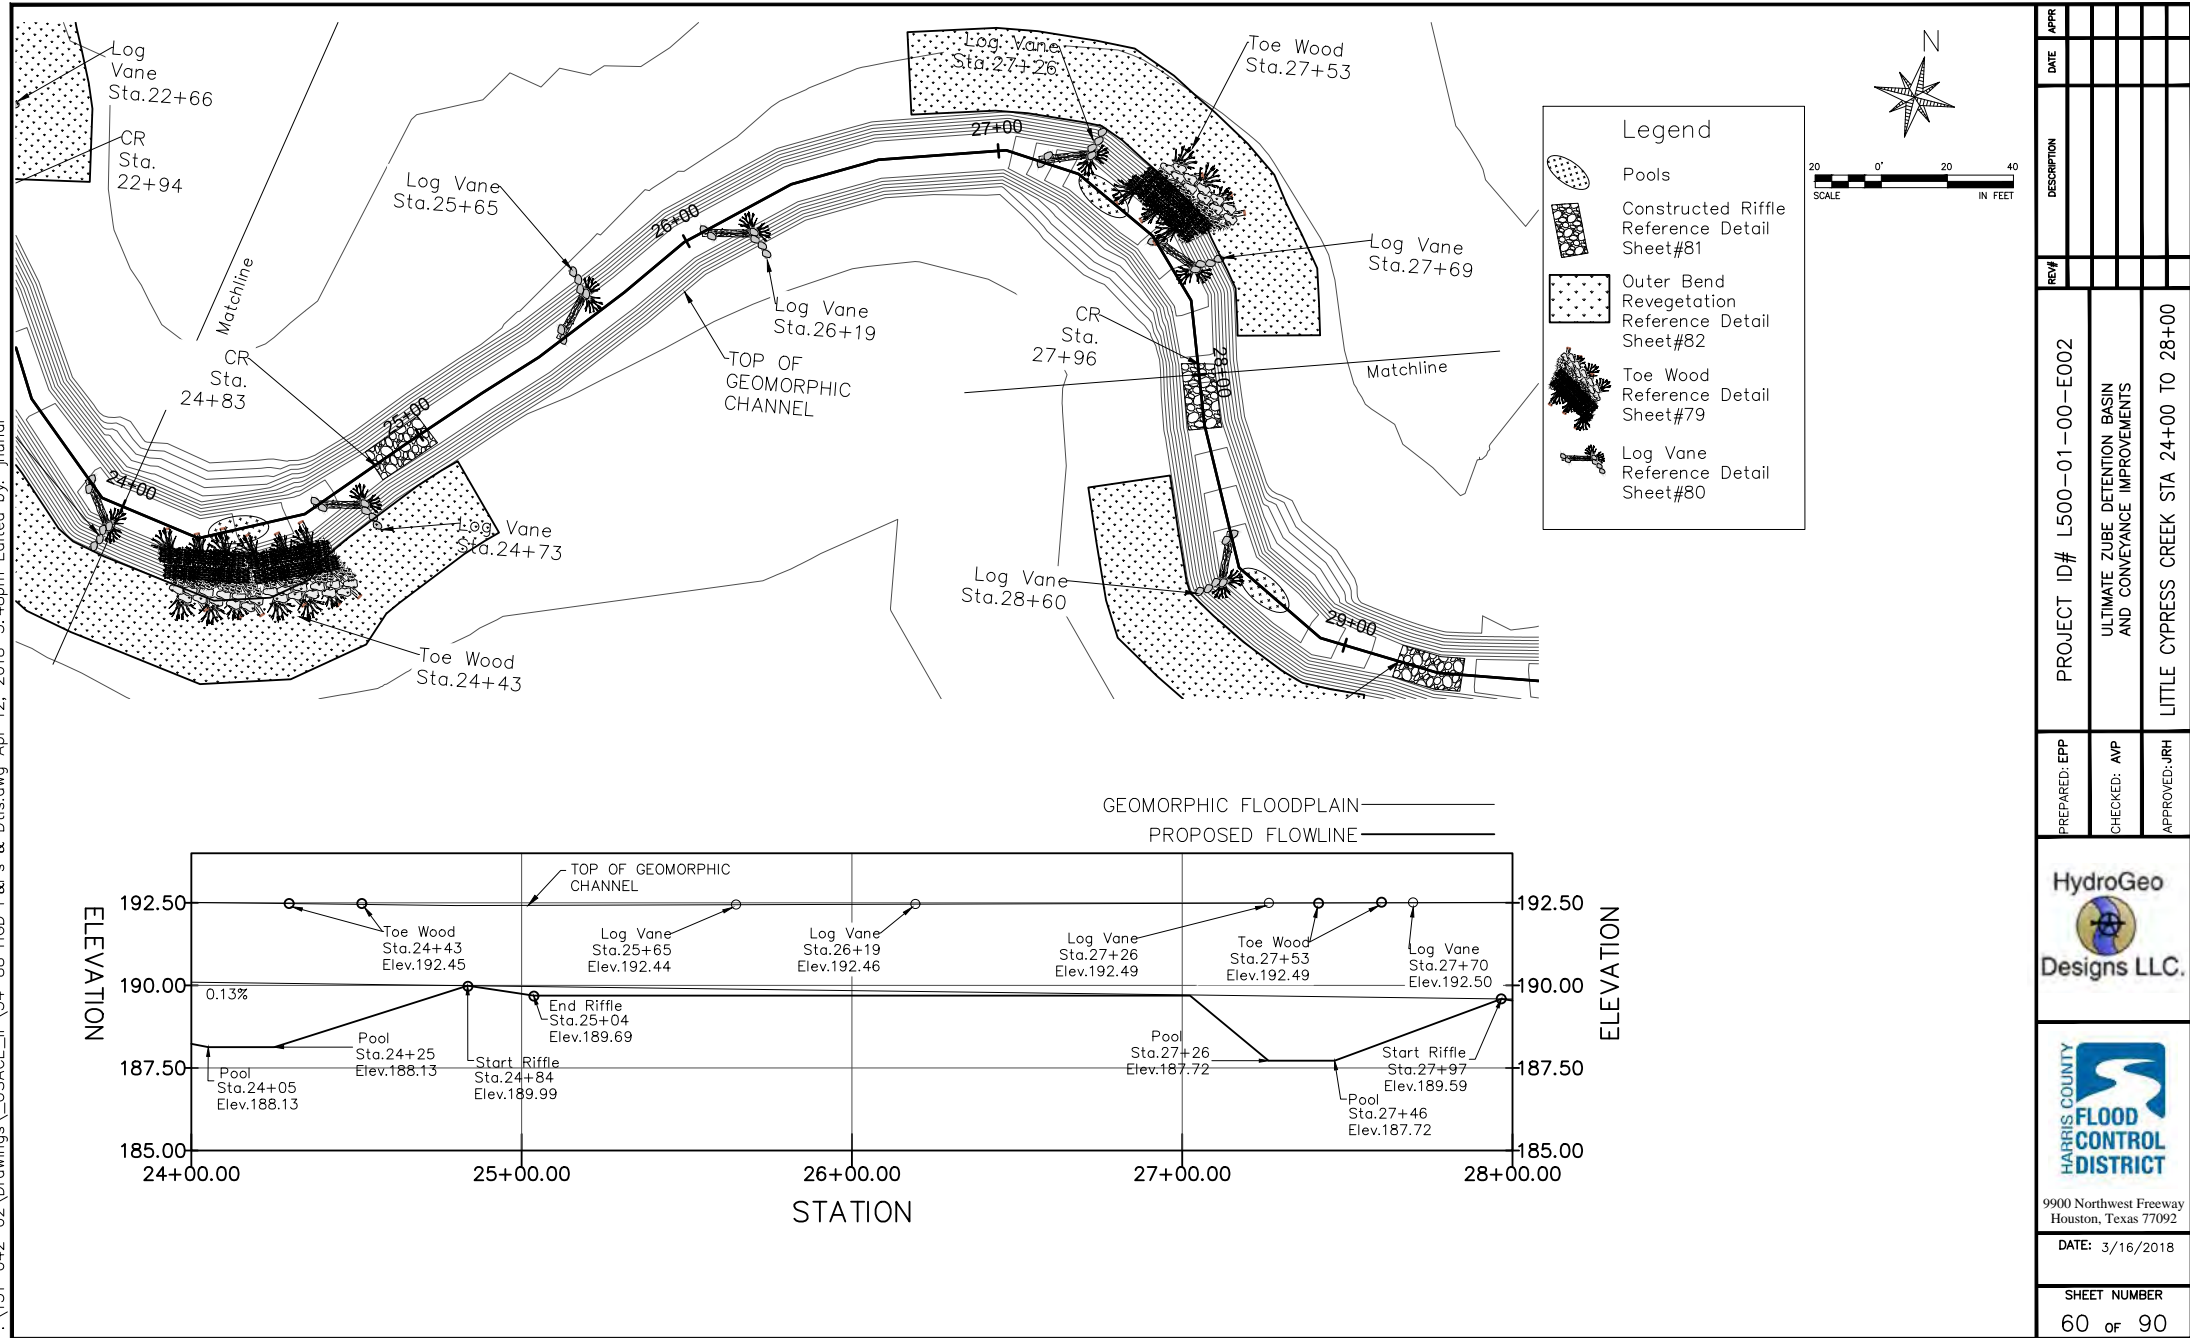 Log
Vane
Sta.22+66
CR
Sta.
22+94
Matchline
Log Vane
Sta.25+65
26+00
27+00
Log Vane
Sta.27+26
Toe Wood
Sta.27+53
Log Vane
Sta.27+69
Log Vane
Sta.26+19
TOP OF
GEOMORPHIC
CHANNEL
CR
Sta.
24+83
25+00
24+00
Log Vane
Sta.24+73
Toe Wood
Sta.24+43
CR
Sta.
27+96
28+00
Matchline
Log Vane
Sta.28+60
29+00
Legend
Pools
Constructed Riffle
Reference Detail
Sheet#81
Outer Bend
Revegetation
Reference Detail
Sheet#82
Toe Wood
Reference Detail
Sheet#79
Log Vane
Reference Detail
Sheet#80
N
20 0' 20 40
SCALE IN FEET
GEOMORPHIC FLOODPLAIN
PROPOSED FLOWLINE
ELEVATION
192.50
190.00
187.50
185.00
TOP OF GEOMORPHIC
CHANNEL
Toe Wood
Sta.24+43
Elev.192.45
Log Vane
Sta.25+65
Elev.192.44
Log Vane
Sta.26+19
Elev.192.46
Log Vane
Sta.27+26
Elev.192.49
Toe Wood
Sta.27+53
Elev.192.49
Log Vane
Sta.27+70
Elev.192.50
0.13%
Pool
Sta.24+05
Elev.188.13
Pool
Sta.24+25
Elev.188.13
Start Riffle
Sta.24+84
Elev.189.99
End Riffle
Sta.25+04
Elev.189.69
Pool
Sta.27+26
Elev.187.72
Pool
Sta.27+46
Elev.187.72
Start Riffle
Sta.27+97
Elev.189.59
192.50
190.00
187.50
185.00
ELEVATION
24+00.00 25+00.00 26+00.00 27+00.00 28+00.00
STATION
APPR
DATE
DESCRIPTION
REV#
PROJECT ID# L500-01-00-E002
ULTIMATE ZUBE DETENTION BASIN
AND CONVEYANCE IMPROVEMENTS
LITTLE CYPRESS CREEK STA 24+00 TO 28+00
PREPARED: EPP
CHECKED: AVP
APPROVED: JRH
HydroGeo
Designs LLC.
HARRIS COUNTY
FLOOD
CONTROL
DISTRICT
9900 Northwest Freeway
Houston, Texas 77092
DATE: 3/16/2018
SHEET NUMBER
60 OF 90